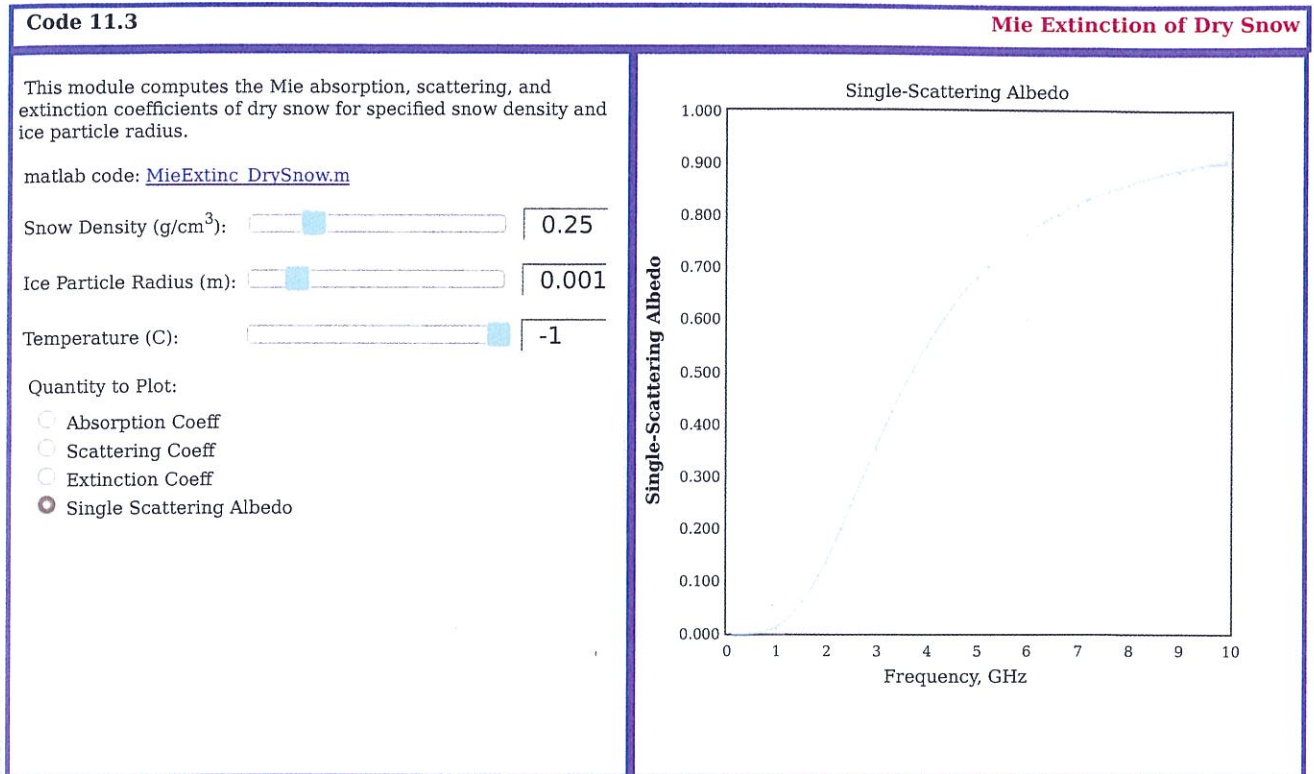 Code 11.3
Mie Extinction of Dry Snow
This module computes the Mie absorption, scattering, and
extinction coefficients of dry snow for specified snow density and
ice particle radius.
matlab code: MieExtinc_DrySnow.m
Snow Density (g/cm³):
0.25
Ice Particle Radius (m):
0.001
Temperature (C):
-1
Quantity to Plot:
Absorption Coeff
Scattering Coeff
Extinction Coeff
Single Scattering Albedo
Single-Scattering Albedo
Single-Scattering Albedo
1.000
0.900
0.800
0.700
0.600
0.500
0.400
0.300
0.200
0.100
0.000
0 1 2 3 4 5 6 7 8 9 10
Frequency, GHz